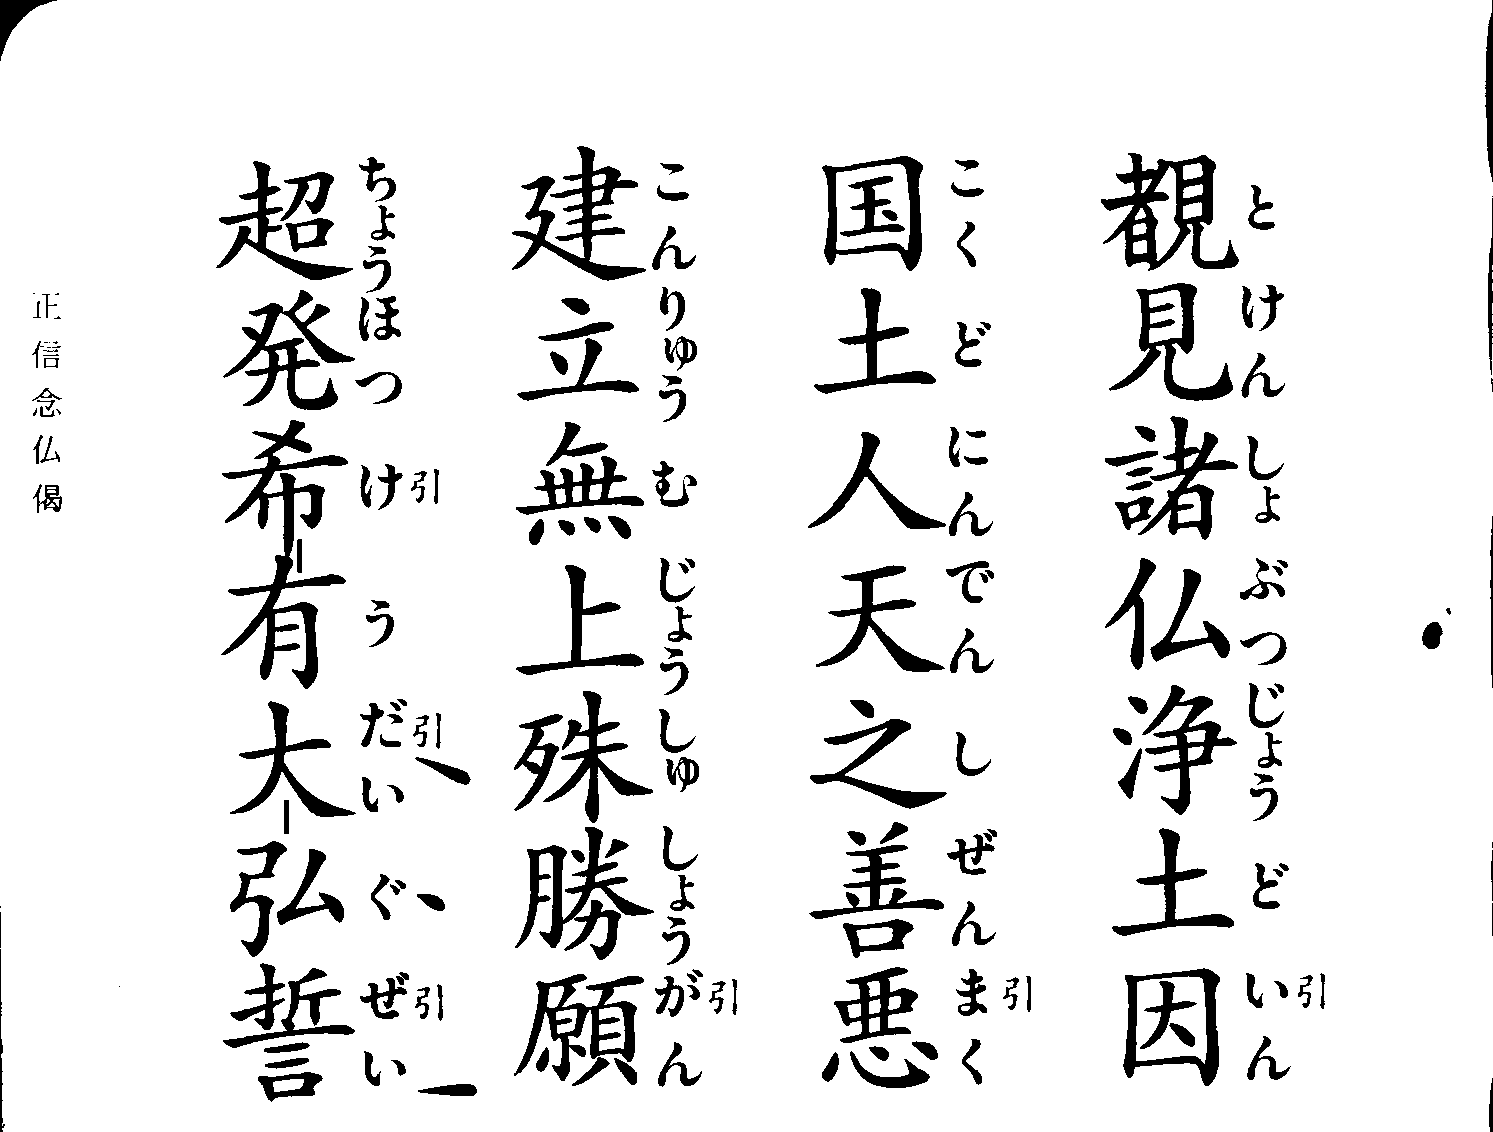 覩見諸仏浄土因
とけんしょぶつじょうどいん引
国土人天之善悪
こくどにんでんしぜんまく引
建立無上殊勝願
こんりゅうむじょうしゅしょうがん引
超発希有大弘誓
ちょうほつけ引うだい引ぐぜい引
正信念仏偈